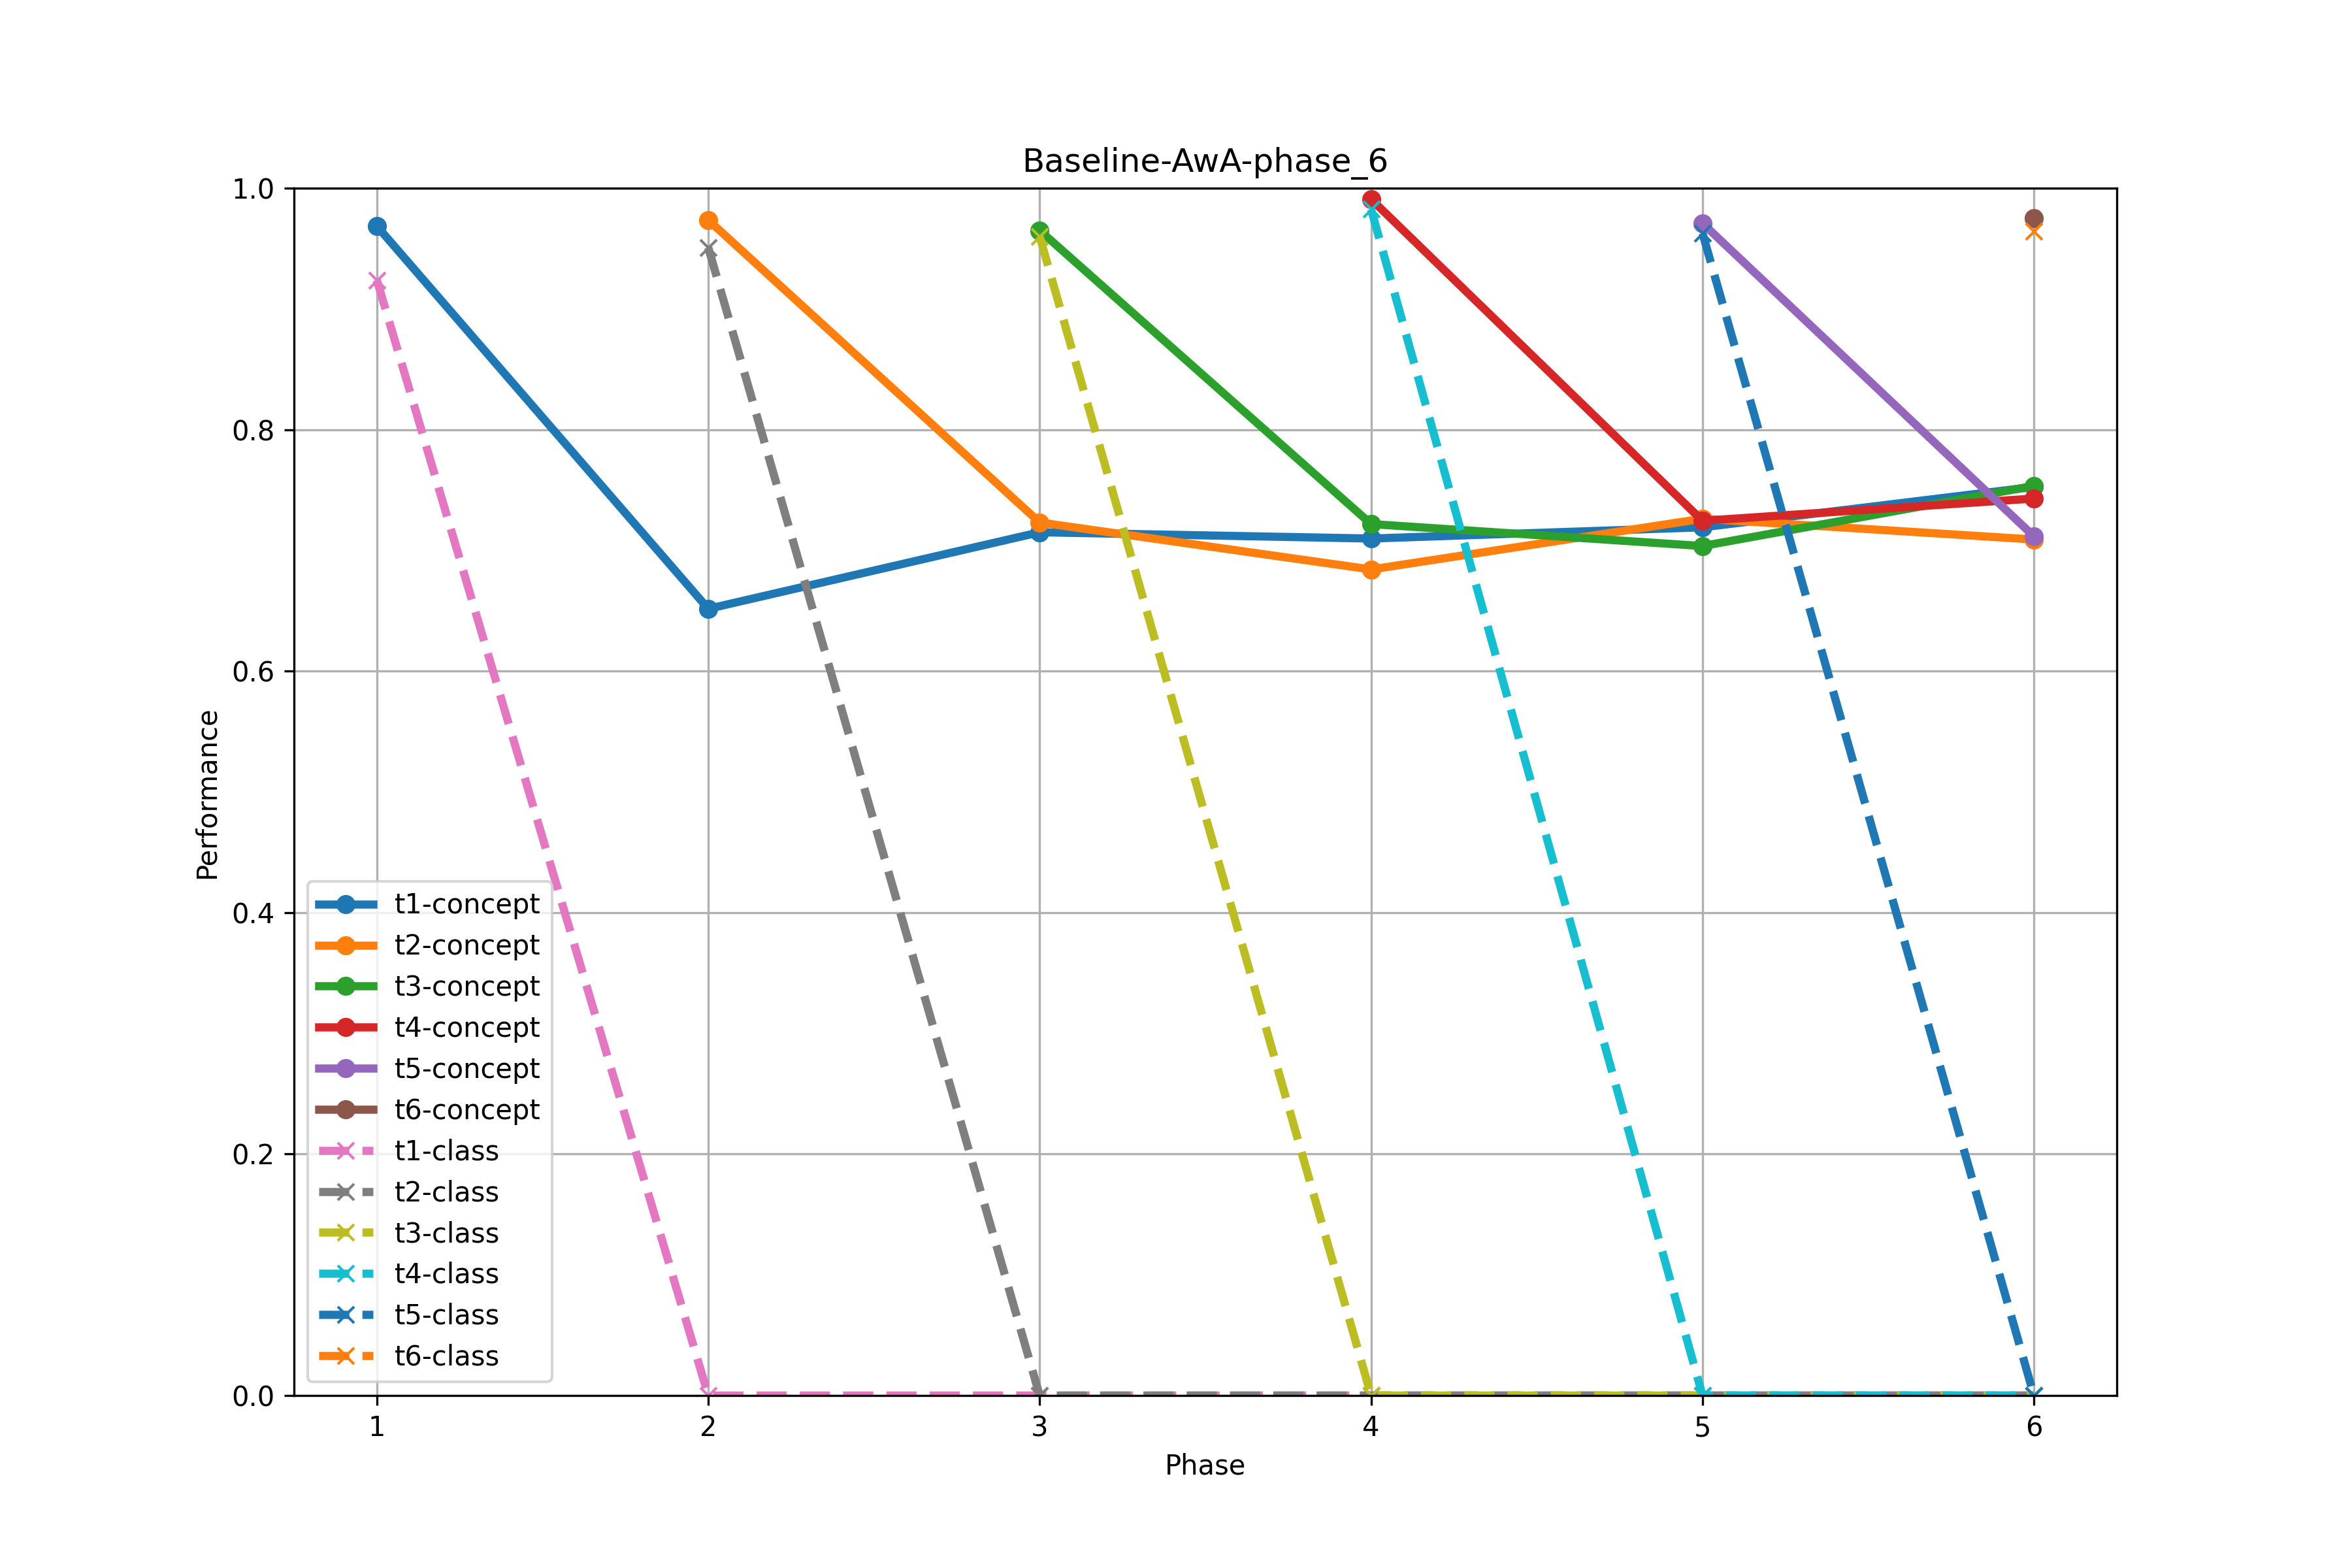 Baseline-AwA-phase_6
1.0
0.8
0.6
0.4
0.2
0.0
Performance
t1-concept
t2-concept
t3-concept
t4-concept
t5-concept
t6-concept
t1-class
t2-class
t3-class
t4-class
t5-class
t6-class
1 2 3 4 5 6
Phase